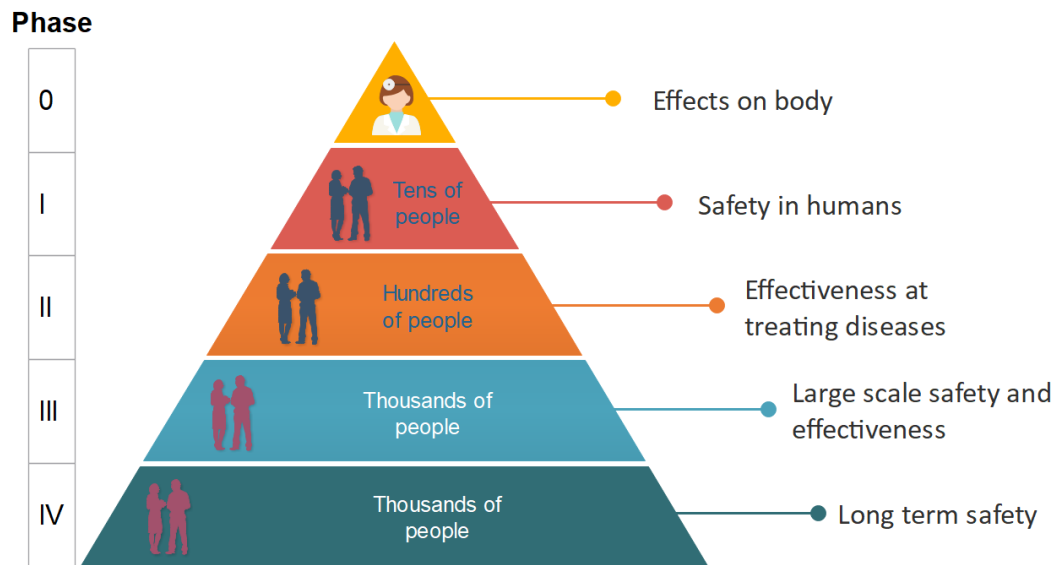 Phase
0
Effects on body
I
Tens of
people
Safety in humans
II
Hundreds
of people
Effectiveness at
treating diseases
III
Thousands of
people
Large scale safety and
effectiveness
IV
Thousands of
people
Long term safety